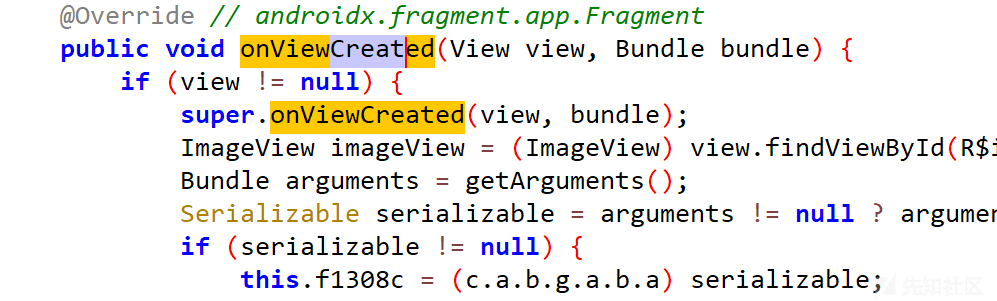 @Override // androidx.fragment.app.Fragment
public void onViewCreated(View view, Bundle bundle) {
if (view != null) {
super.onViewCreated(view, bundle);
ImageView imageView = (ImageView) view.findViewById(R$i
Bundle arguments = getArguments();
Serializable serializable = arguments != null ? argumen
if (serializable != null) {
this.f1308c = (c.a.b.g.a.b.a) serializable;
先知社区